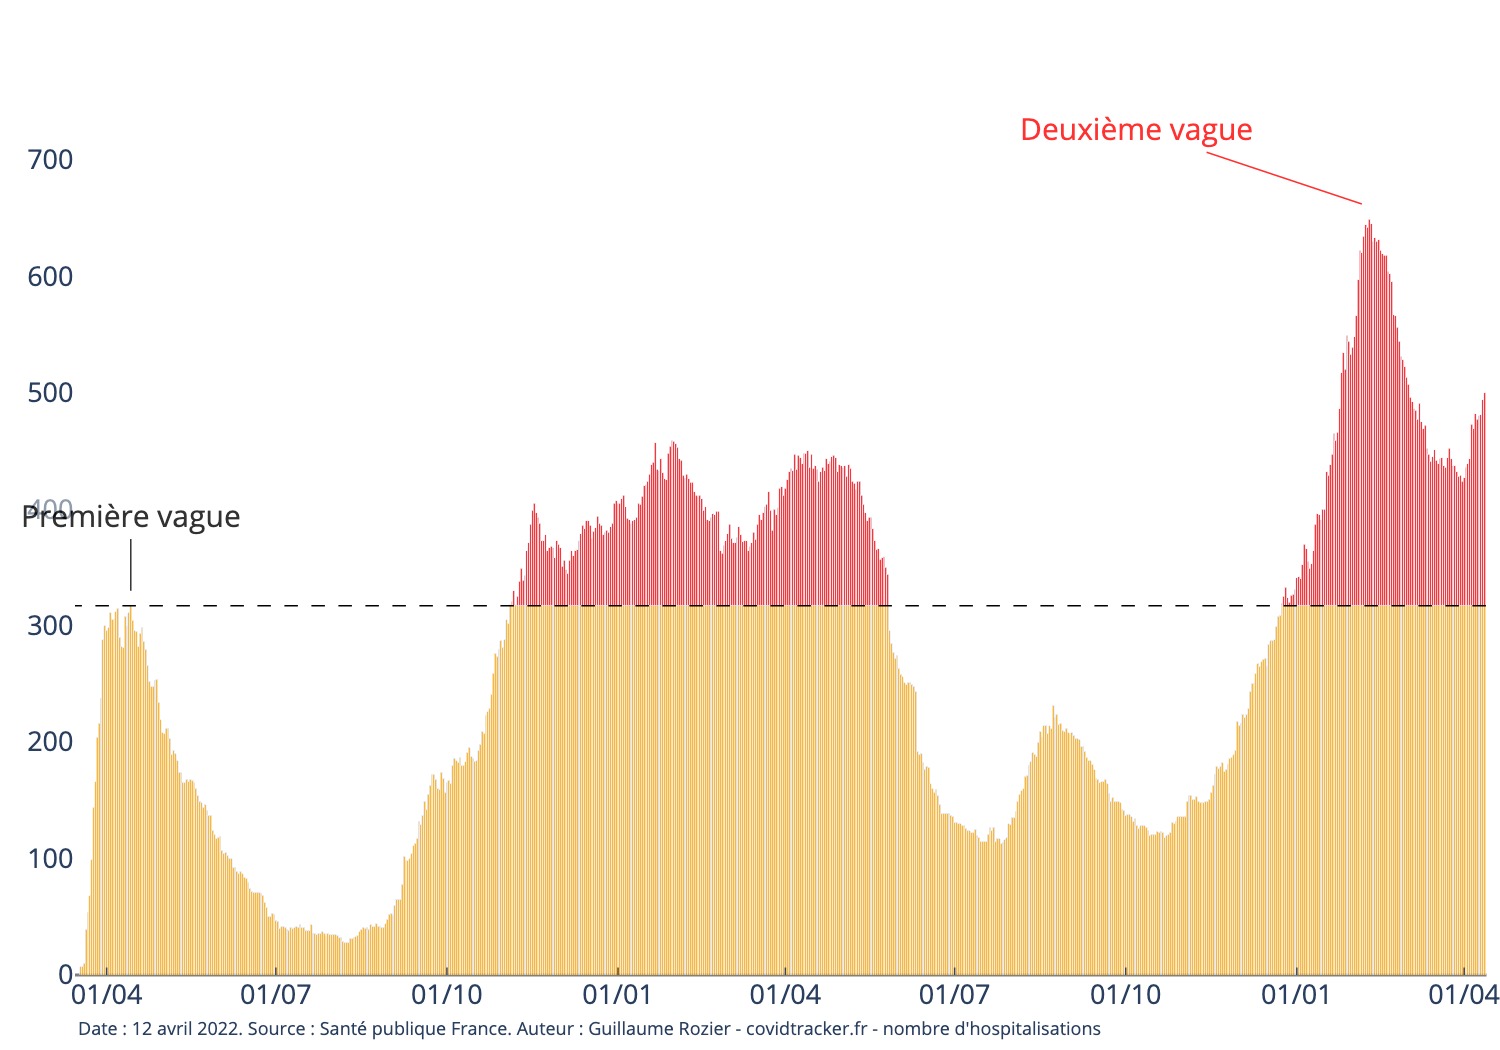 Deuxième vague
700
600
500
400
Première vague
300
200
100
0
01/04 01/07 01/10 01/01 01/04 01/07 01/10 01/01 01/04
Date : 12 avril 2022. Source : Santé publique France. Auteur : Guillaume Rozier - covidtracker.fr - nombre d'hospitalisations